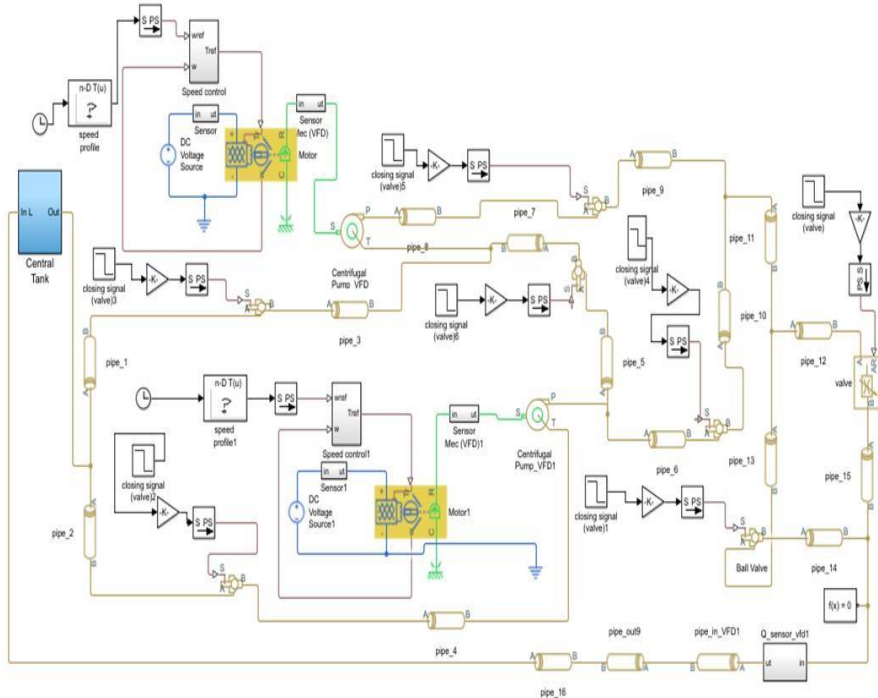 S PS
wref
Tref
w
Speed control
n-D T(u)
?
speed
profile
in ut
Sensor
in ut
Sensor
Mec (VFD)
DC
Voltage
Source
Motor
In L Out
Central
Tank
closing signal
(valve)5
-K-
S PS
pipe_9
pipe_7
pipe_8
Centrifugal
Pump_VFD
closing signal
(valve)3
-K-
S PS
pipe_3
closing signal
(valve)6
-K-
S PS
closing signal
(valve)4
-K-
S PS
pipe_11
pipe_10
closing signal
(valve)
-K-
PS S
pipe_12
valve
pipe_1
pipe_5
pipe_6
pipe_13
pipe_15
n-D T(u)
?
speed
profile1
S PS
wref
Tref
w
Speed control1
in ut
Sensor
Mec (VFD)1
Centrifugal
Pump_VFD1
in ut
Sensor1
DC
Voltage
Source1
Motor1
closing signal
(valve)2
-K-
S PS
pipe_2
closing signal
(valve)1
-K-
S PS
Ball Valve
pipe_14
f(x) = 0
pipe_4
pipe_16
pipe_out9
pipe_in_VFD1
Q_sensor_vfd1
ut in